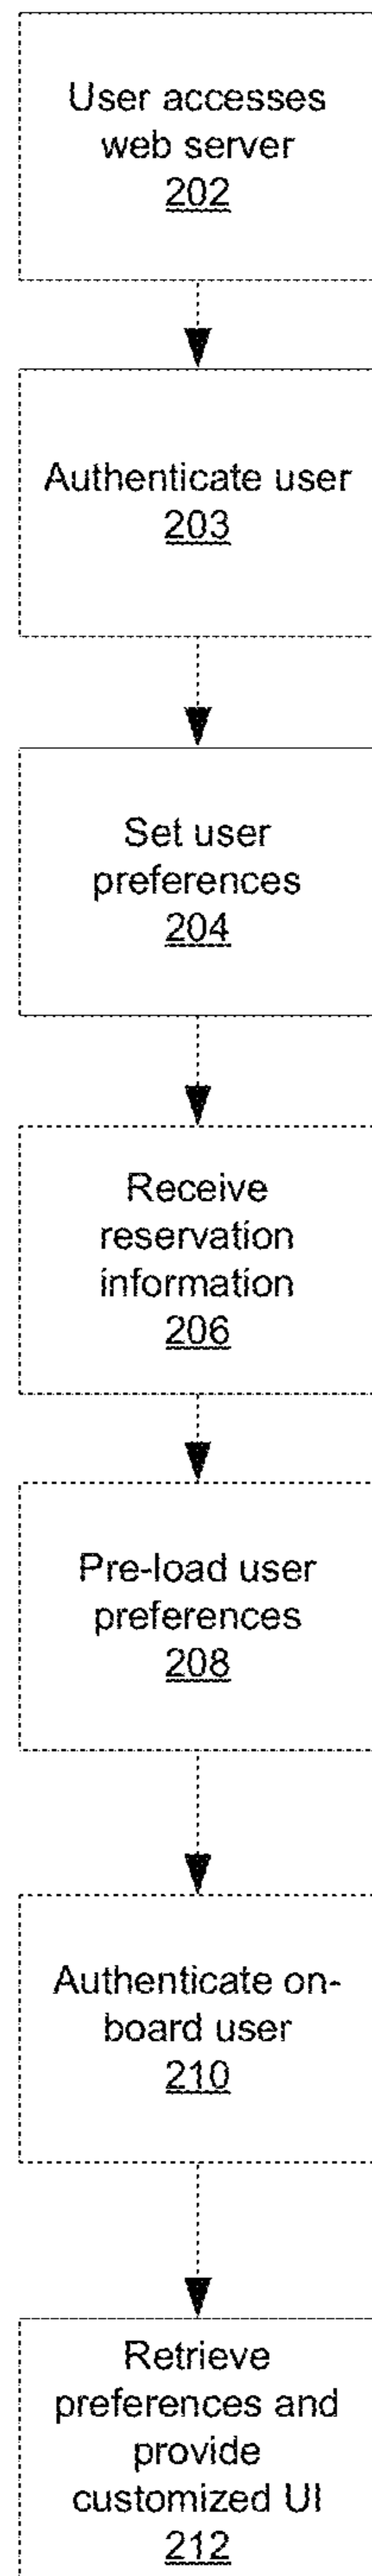 User accesses
web server
202
Authenticate user
203
Set user
preferences
204
Receive
reservation
information
206
Pre-load user
preferences
208
Authenticate on-
board user
210
Retrieve
preferences and
provide
customized UI
212